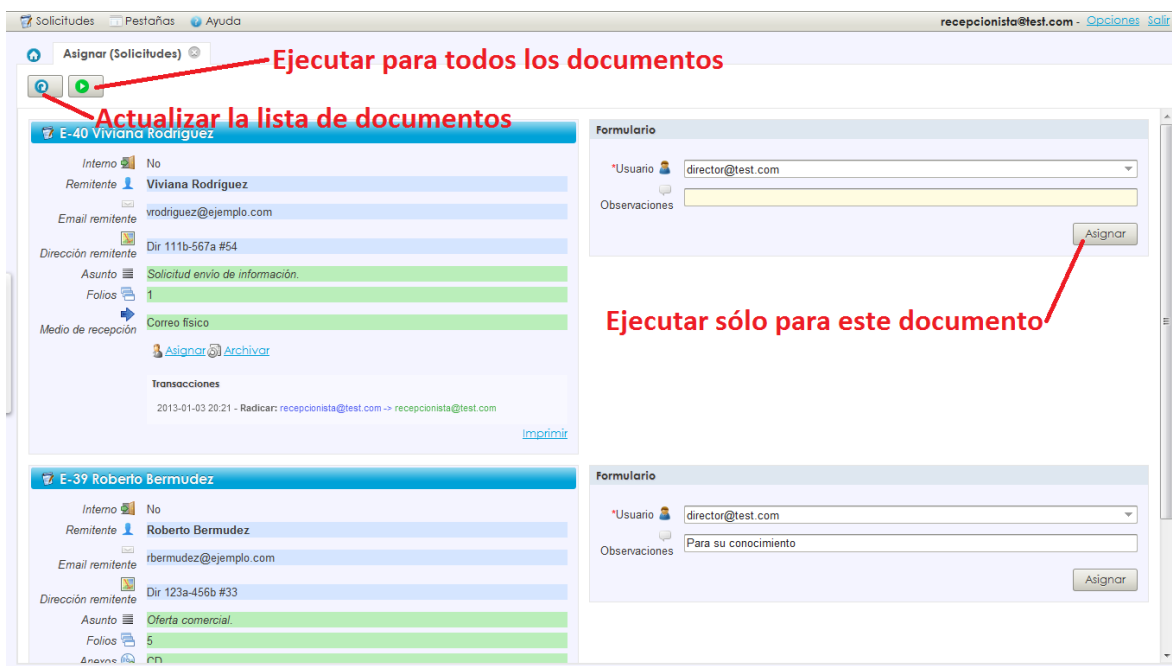 Solicitudes Pestañas Ayuda recepcionista@test.com - Opciones Salir
Asignar (Solicitudes)
Ejecutar para todos los documentos
Actualizar la lista de documentos
E-40 Viviana Rodríguez
Interno No
Remitente Viviana Rodríguez
Email remitente vrodriguez@ejemplo.com
Dirección remitente Dir 111b-567a #54
Asunto Solicitud envío de información.
Folios 1
Medio de recepción Correo físico
Asignar Archivar
Transacciones
2013-01-03 20:21 - Radicar: recepcionista@test.com -> recepcionista@test.com
Imprimir
Formulario
*Usuario director@test.com
Observaciones
Asignar
Ejecutar sólo para este documento
E-39 Roberto Bermudez
Interno No
Remitente Roberto Bermudez
Email remitente rbermudez@ejemplo.com
Dirección remitente Dir 123a-456b #33
Asunto Oferta comercial.
Folios 5
Anexos CD
Formulario
*Usuario director@test.com
Observaciones Para su conocimiento
Asignar